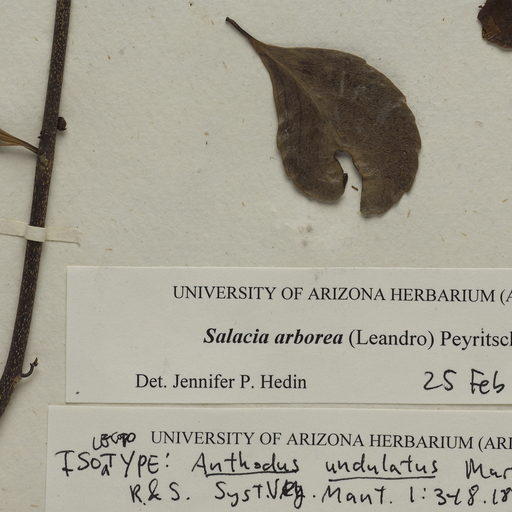 UNIVERSITY OF ARIZONA HERBARIUM (A
Salacia arborea (Leandro) Peyritsch
Det. Jennifer P. Hedin 25 Feb
UNIVERSITY OF ARIZONA HERBARIUM (ARI
LECTO
ISOTYPE: Anthodus undulatus Mar
R. & S. Syst. Veg. Mant. 1:348.18